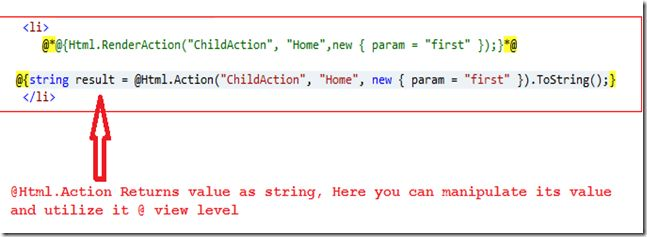 <li>
@*@{Html.RenderAction("ChildAction", "Home",new { param = "first" });}*@
@{string result = @Html.Action("ChildAction", "Home", new { param = "first" }).ToString();}
</li>
@Html.Action Returns value as string, Here you can manipulate its value
and utilize it @ view level